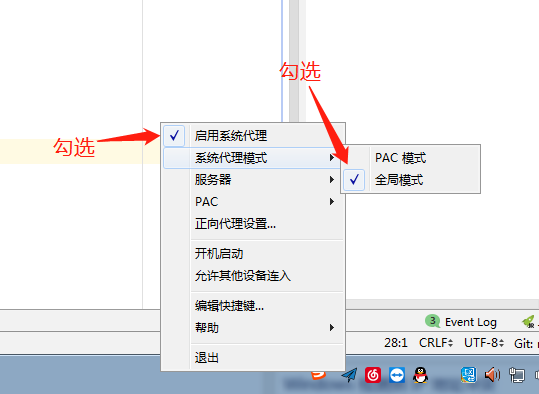 勾选
勾选
启用系统代理
系统代理模式
PAC 模式
服务器
全局模式
PAC
正向代理设置...
开机启动
允许其他设备连入
编辑快捷键...
帮助
退出
3 Event Log
28:1 CRLF UTF-8 Git: